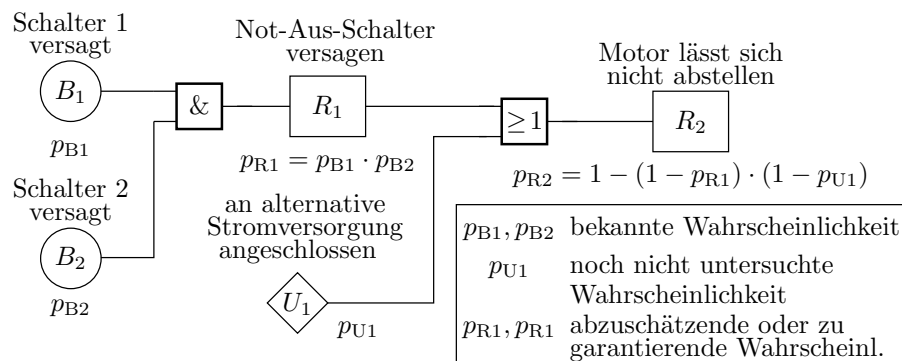 Schalter 1
versagt
B₁
p_B1
Schalter 2
versagt
B₂
p_B2
&
Not-Aus-Schalter
versagen
R₁
p_R1 = p_B1 · p_B2
an alternative
Stromversorgung
angeschlossen
U₁
p_U1
≥1
Motor lässt sich
nicht abstellen
R₂
p_R2 = 1 − (1 − p_R1) · (1 − p_U1)
p_B1, p_B2 bekannte Wahrscheinlichkeit
p_U1 noch nicht untersuchte
Wahrscheinlichkeit
p_R1, p_R1 abzuschätzende oder zu
garantierende Wahrscheinl.